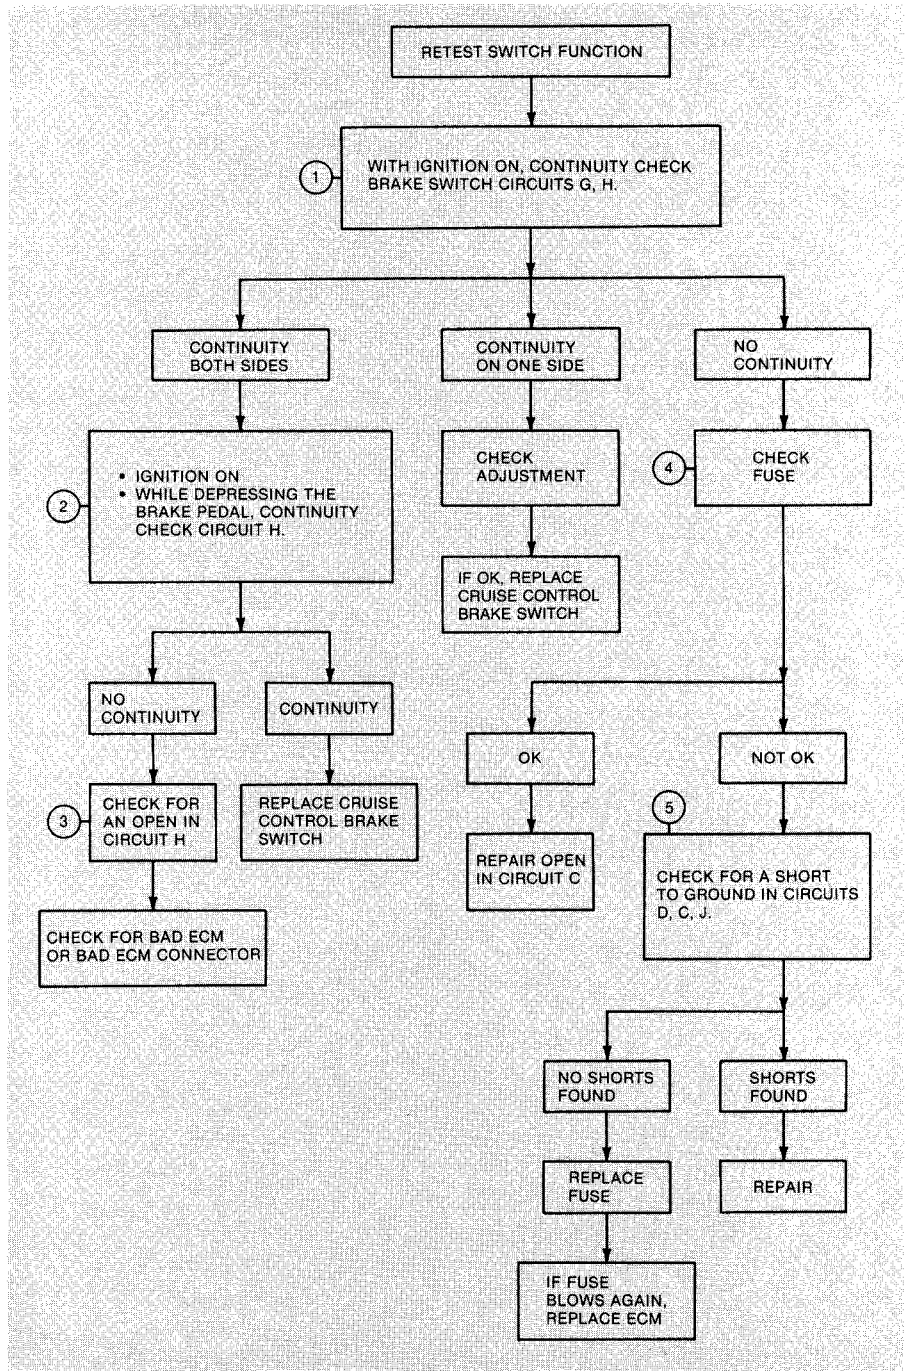 RETEST SWITCH FUNCTION
1
WITH IGNITION ON, CONTINUITY CHECK
BRAKE SWITCH CIRCUITS G, H.
CONTINUITY
BOTH SIDES
CONTINUITY
ON ONE SIDE
NO
CONTINUITY
2
• IGNITION ON
• WHILE DEPRESSING THE
BRAKE PEDAL, CONTINUITY
CHECK CIRCUIT H.
CHECK
ADJUSTMENT
4
CHECK
FUSE
IF OK, REPLACE
CRUISE CONTROL
BRAKE SWITCH
NO
CONTINUITY
CONTINUITY
OK
NOT OK
3
CHECK FOR
AN OPEN IN
CIRCUIT H
REPLACE CRUISE
CONTROL BRAKE
SWITCH
REPAIR OPEN
IN CIRCUIT C
5
CHECK FOR A SHORT
TO GROUND IN CIRCUITS
D, C, J.
CHECK FOR BAD ECM
OR BAD ECM CONNECTOR
NO SHORTS
FOUND
SHORTS
FOUND
REPLACE
FUSE
REPAIR
IF FUSE
BLOWS AGAIN,
REPLACE ECM